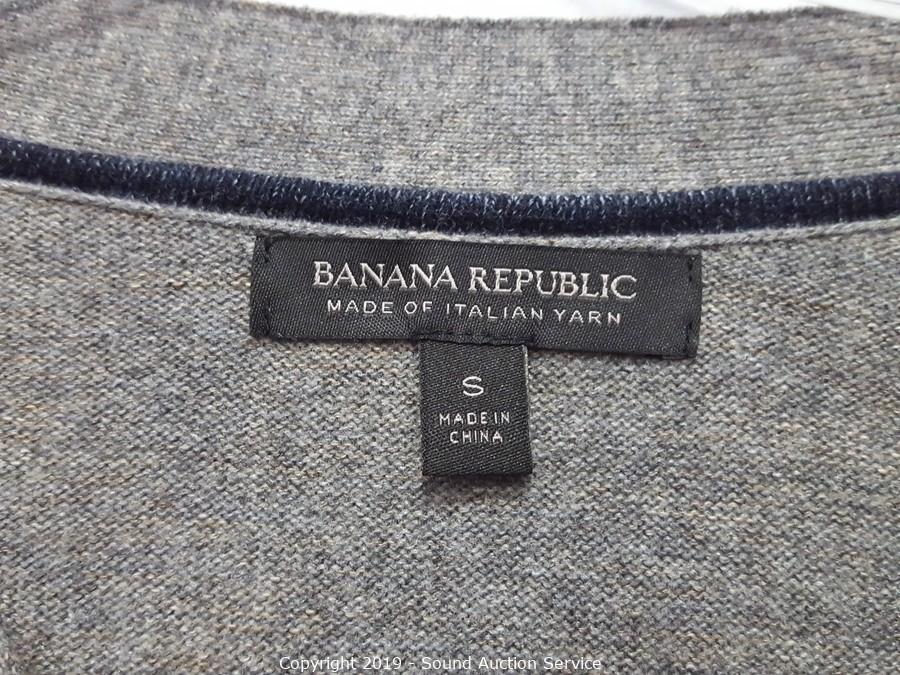 BANANA REPUBLIC
MADE OF ITALIAN YARN
S
MADE IN
CHINA
Copyright 2019 - Sound Auction Service